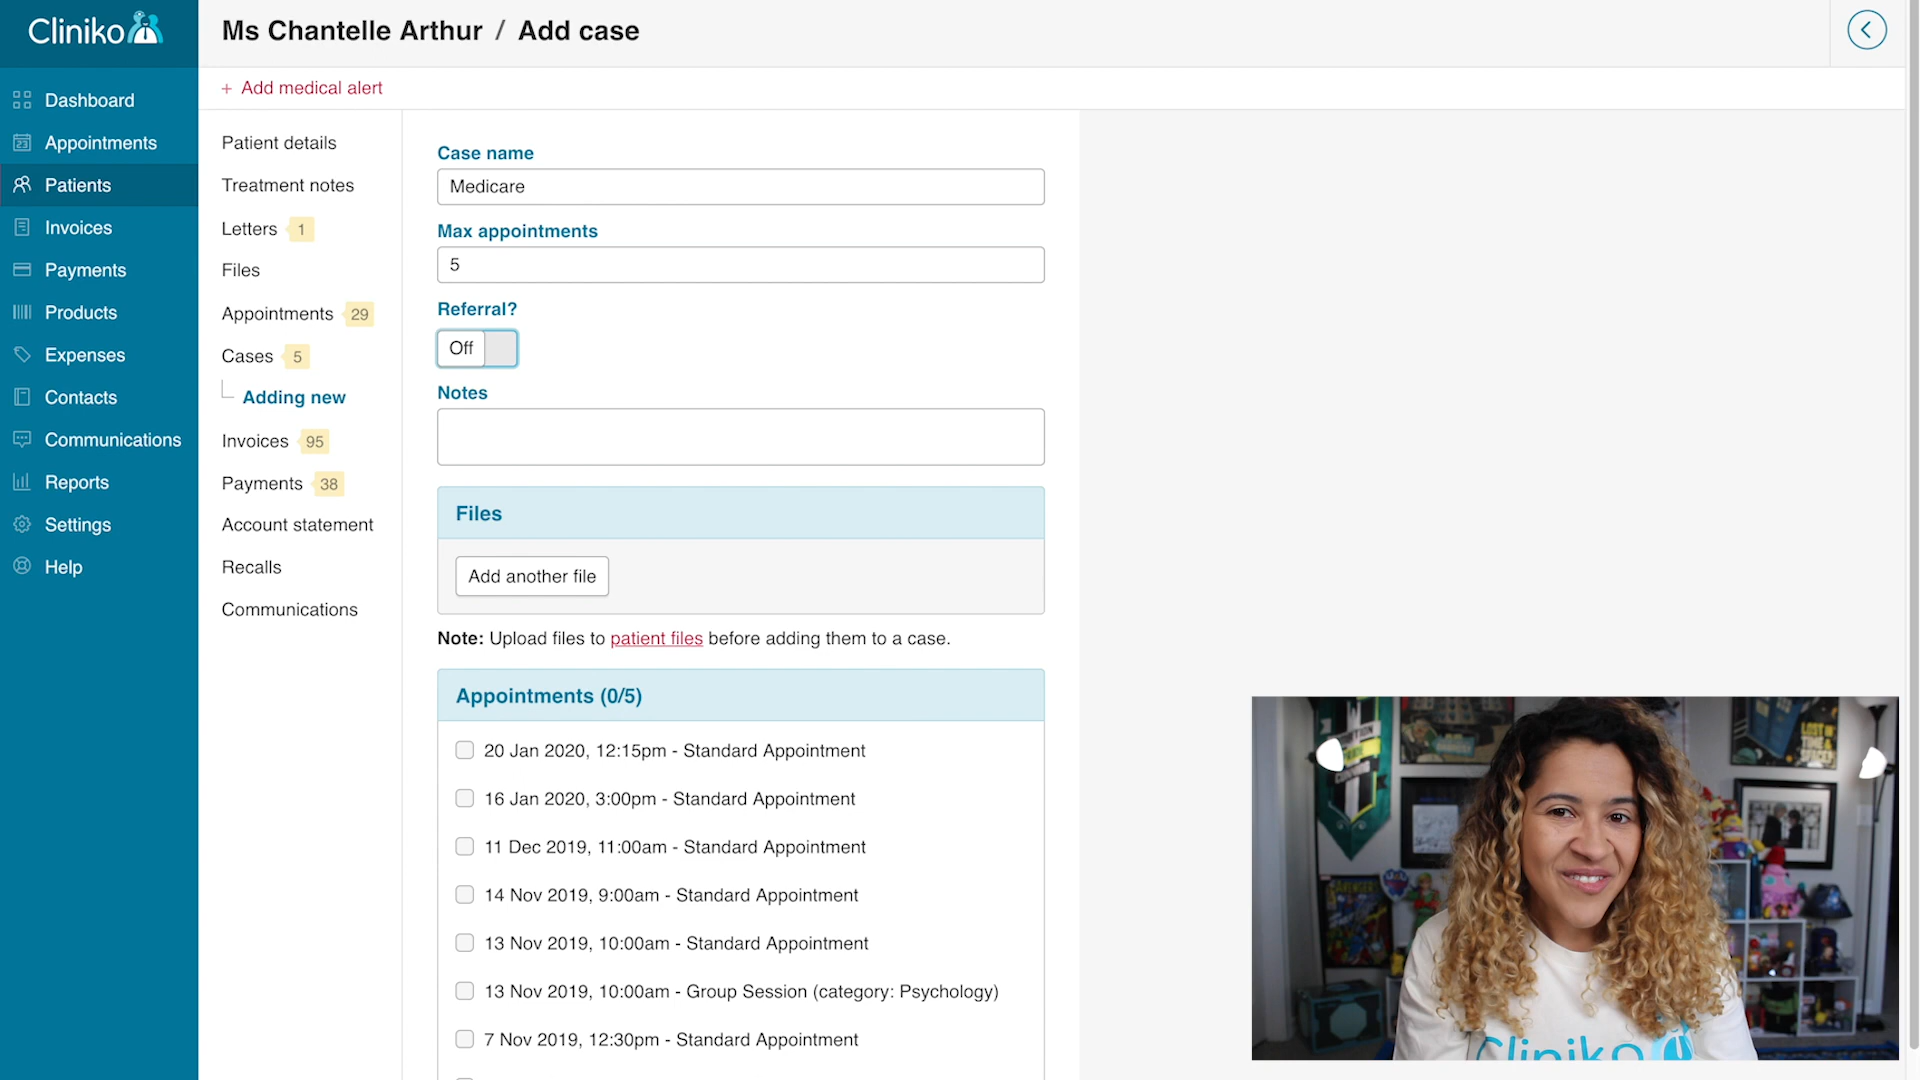 Cliniko
Ms Chantelle Arthur / Add case
+ Add medical alert
Dashboard
23 Appointments
Patients
Invoices
Payments
Products
Expenses
Contacts
Communications
Reports
Settings
Help
Patient details
Treatment notes
Letters 1
Files
Appointments 29
Cases 5
Adding new
Invoices 95
Payments 38
Account statement
Recalls
Communications
Case name
Medicare
Max appointments
5
Referral?
Off
Notes
Files
Add another file
Note: Upload files to patient files before adding them to a case.
Appointments (0/5)
20 Jan 2020, 12:15pm - Standard Appointment
16 Jan 2020, 3:00pm - Standard Appointment
11 Dec 2019, 11:00am - Standard Appointment
14 Nov 2019, 9:00am - Standard Appointment
13 Nov 2019, 10:00am - Standard Appointment
13 Nov 2019, 10:00am - Group Session (category: Psychology)
7 Nov 2019, 12:30pm - Standard Appointment
LOST IN
TIME &
SPACE
Cliniko